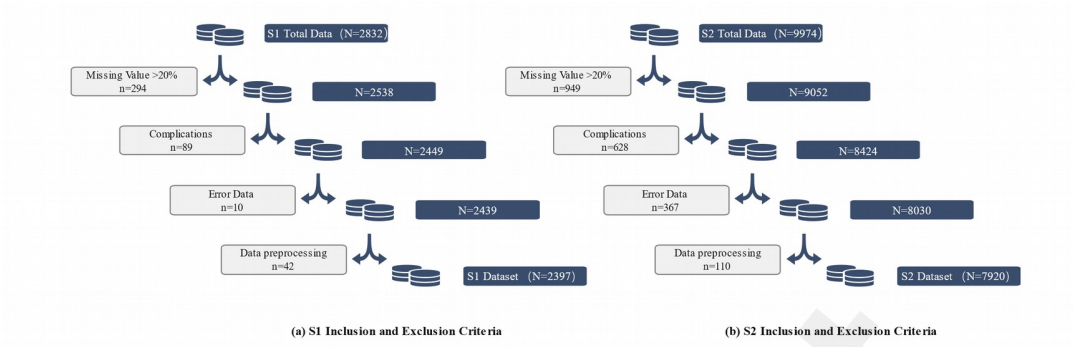 S1 Total Data（N=2832）
Missing Value >20%
n=294
N=2538
Complications
n=89
N=2449
Error Data
n=10
N=2439
Data preprocessing
n=42
S1 Dataset （N=2397）
(a) S1 Inclusion and Exclusion Criteria
S2 Total Data（N=9974）
Missing Value >20%
n=949
N=9052
Complications
n=628
N=8424
Error Data
n=367
N=8030
Data preprocessing
n=110
S2 Dataset （N=7920）
(b) S2 Inclusion and Exclusion Criteria